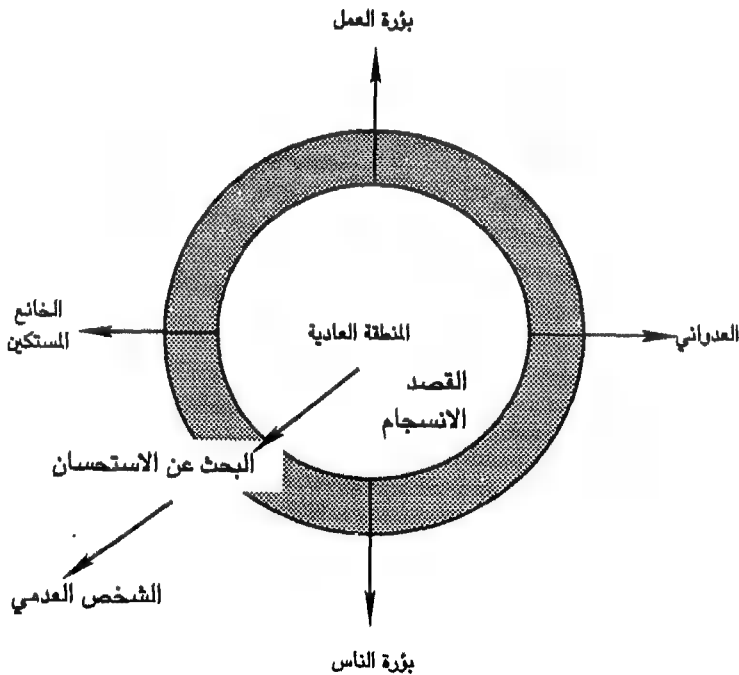 بؤرة العمل
الخانع
المستكين
المنطقة العادية
العدواني
القصد
الانسجام
البحث عن الاستحسان
الشخص العدمي
بؤرة الناس